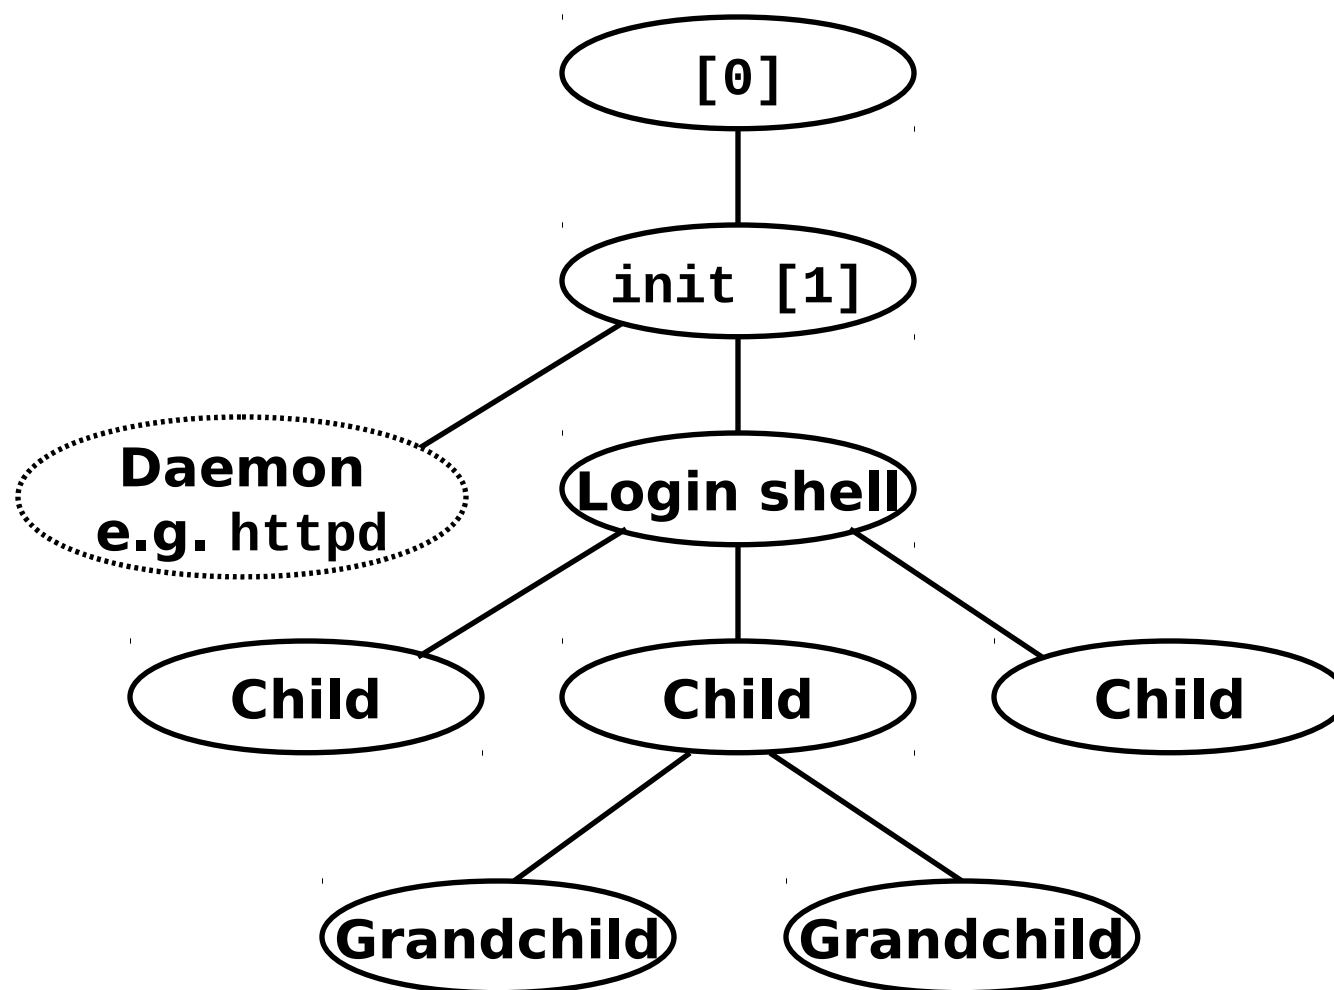 [0]
init [1]
Daemon
e.g. httpd
Login shell
Child
Child
Child
Grandchild
Grandchild